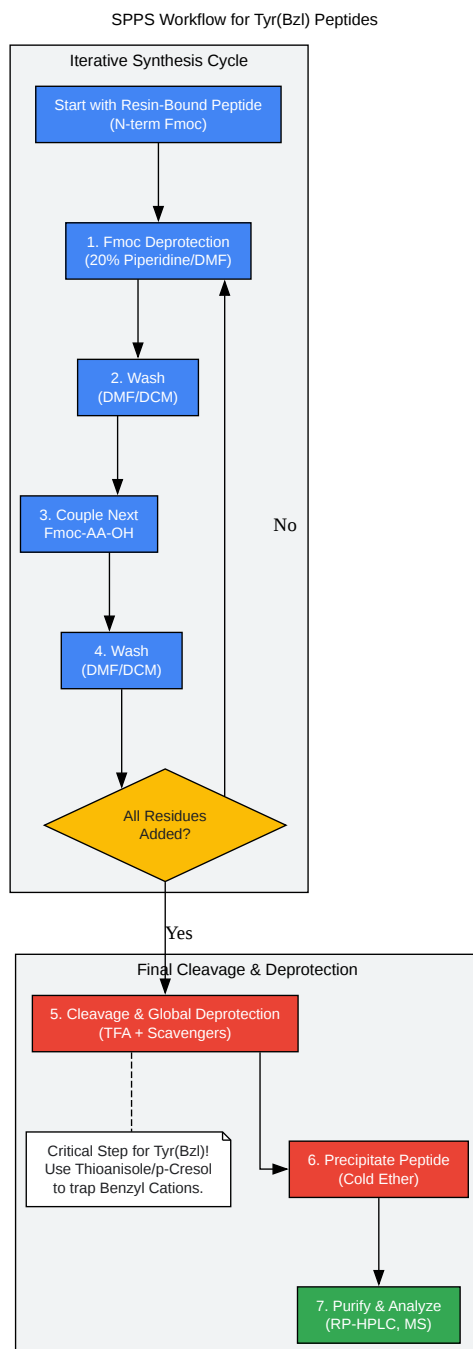 SPPS Workflow for Tyr(Bzl) Peptides
Iterative Synthesis Cycle
Start with Resin-Bound Peptide
(N-term Fmoc)
1. Fmoc Deprotection
(20% Piperidine/DMF)
2. Wash
(DMF/DCM)
3. Couple Next
Fmoc-AA-OH
No
4. Wash
(DMF/DCM)
All Residues
Added?
Yes
Final Cleavage & Deprotection
5. Cleavage & Global Deprotection
(TFA + Scavengers)
Critical Step for Tyr(Bzl)!
Use Thioanisole/p-Cresol
to trap Benzyl Cations.
6. Precipitate Peptide
(Cold Ether)
7. Purify & Analyze
(RP-HPLC, MS)